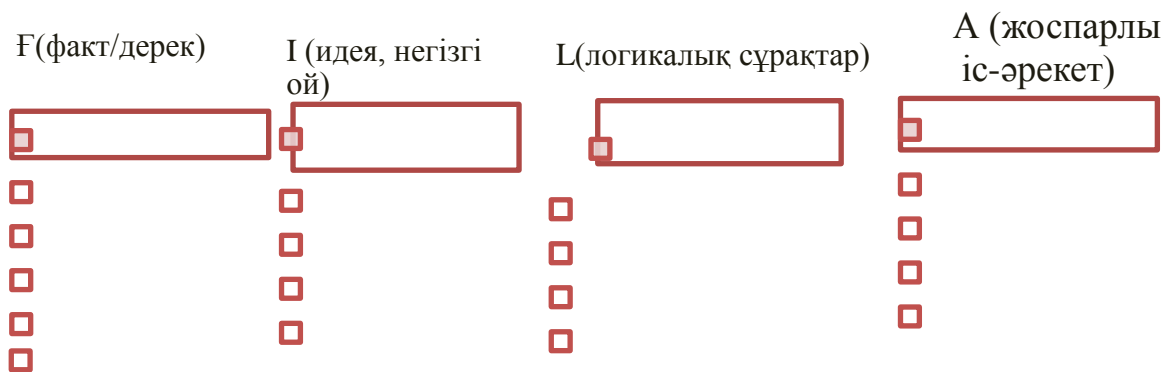 Ғ(факт/дерек)
I (идея, негізгі
ой)
L(логикалық сұрақтар)
А (жоспарлы
іс-әрекет)